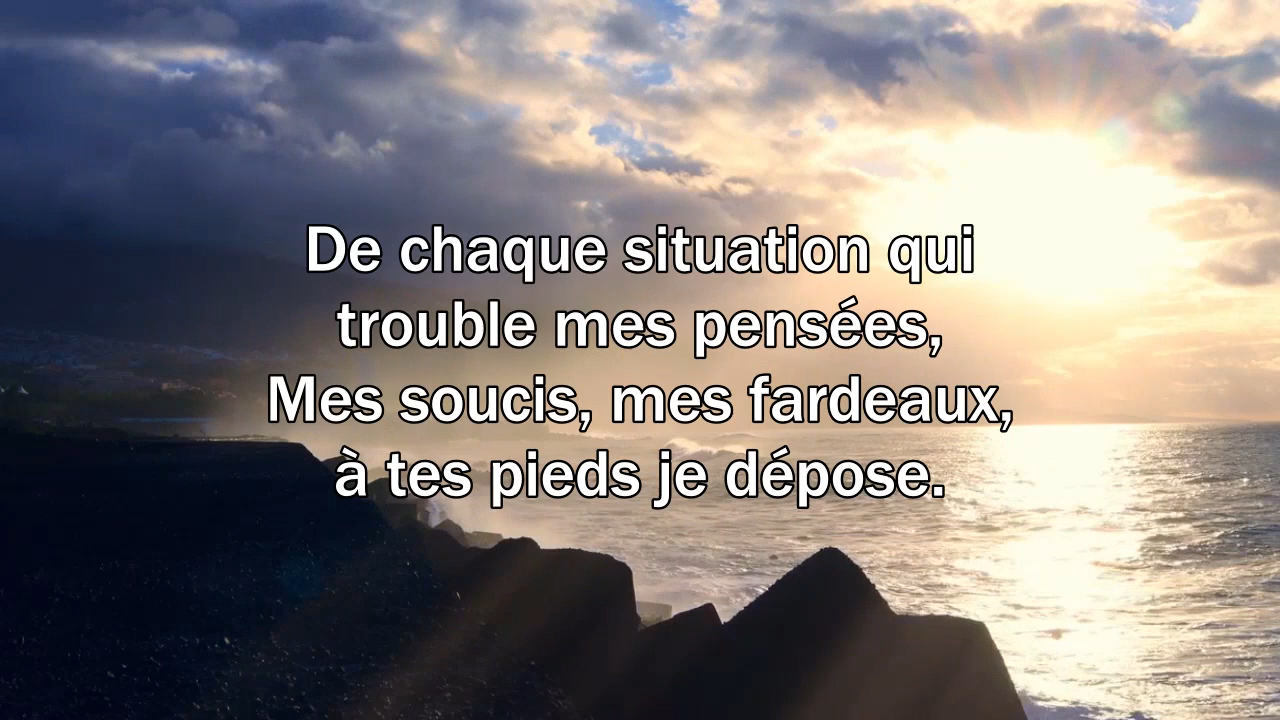 De chaque situation qui
trouble mes pensées,
Mes soucis, mes fardeaux,
à tes pieds je dépose.